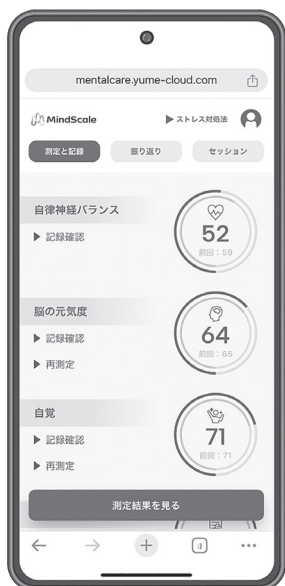 mentalcare.yume-cloud.com
MindScale
▶ストレス対処法
測定と記録
振り返り
セッション
自律神経バランス
▶ 記録確認
52
前回：59
脳の元気度
▶ 記録確認
▶ 再測定
64
前回：65
自覚
▶ 記録確認
▶ 再測定
71
前回：71
測定結果を見る
:)